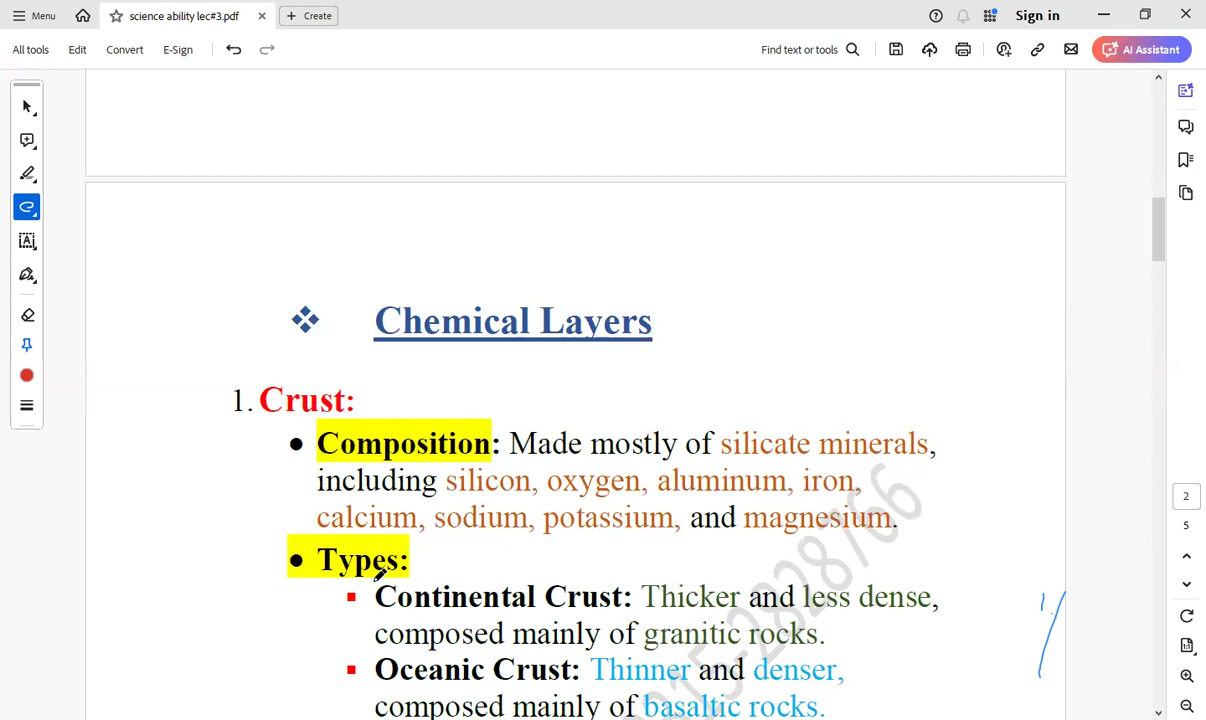 Menu
science ability lec#3.pdf
Create
Sign in
All tools
Edit
Convert
E-Sign
Find text or tools
AI Assistant
❖ Chemical Layers
1. Crust:
● Composition: Made mostly of silicate minerals,
including silicon, oxygen, aluminum, iron,
calcium, sodium, potassium, and magnesium.
● Types:
▪ Continental Crust: Thicker and less dense,
composed mainly of granitic rocks.
▪ Oceanic Crust: Thinner and denser,
composed mainly of basaltic rocks.
2
5